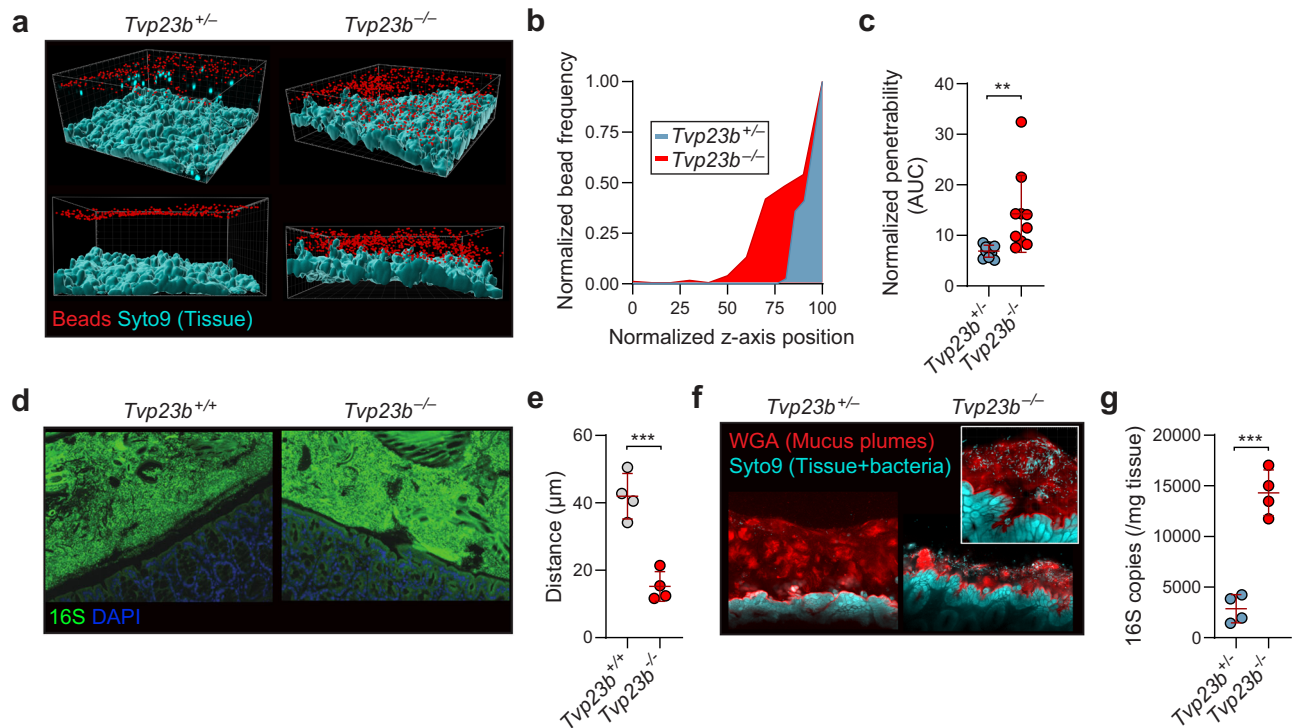 a
Tvp23b+/– Tvp23b–/–
Beads Syto9 (Tissue)
b
Normalized bead frequency
1.00
0.75
0.50
0.25
0.00
Tvp23b+/–
Tvp23b–/–
0 25 50 75 100
Normalized z-axis position
c
Normalized penetrability
(AUC)
40
30
20
10
0
**
Tvp23b+/-
Tvp23b-/-
d
Tvp23b+/+ Tvp23b–/–
16S DAPI
e
Distance (µm)
60
40
20
0
***
Tvp23b+/+
Tvp23b-/-
f
Tvp23b+/– Tvp23b–/–
WGA (Mucus plumes)
Syto9 (Tissue+bacteria)
g
16S copies (/mg tissue)
20000
15000
10000
5000
0
***
Tvp23b+/-
Tvp23b-/-